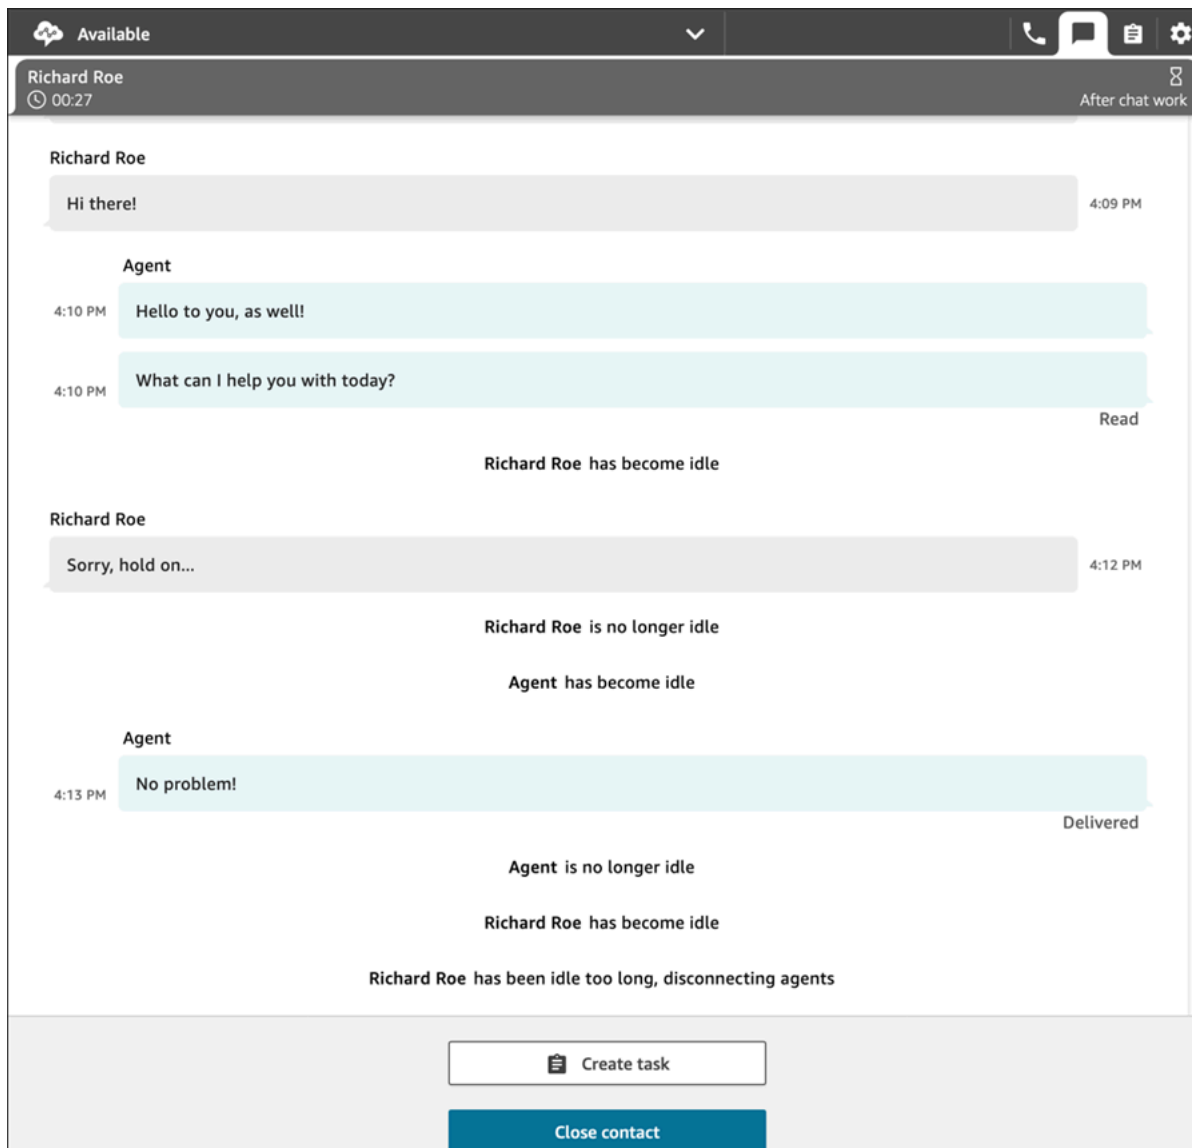 Available
Richard Roe
00:27
After chat work
Richard Roe
Hi there!
4:09 PM
Agent
4:10 PM
Hello to you, as well!
4:10 PM
What can I help you with today?
Read
Richard Roe has become idle
Richard Roe
Sorry, hold on...
4:12 PM
Richard Roe is no longer idle
Agent has become idle
Agent
4:13 PM
No problem!
Delivered
Agent is no longer idle
Richard Roe has become idle
Richard Roe has been idle too long, disconnecting agents
Create task
Close contact